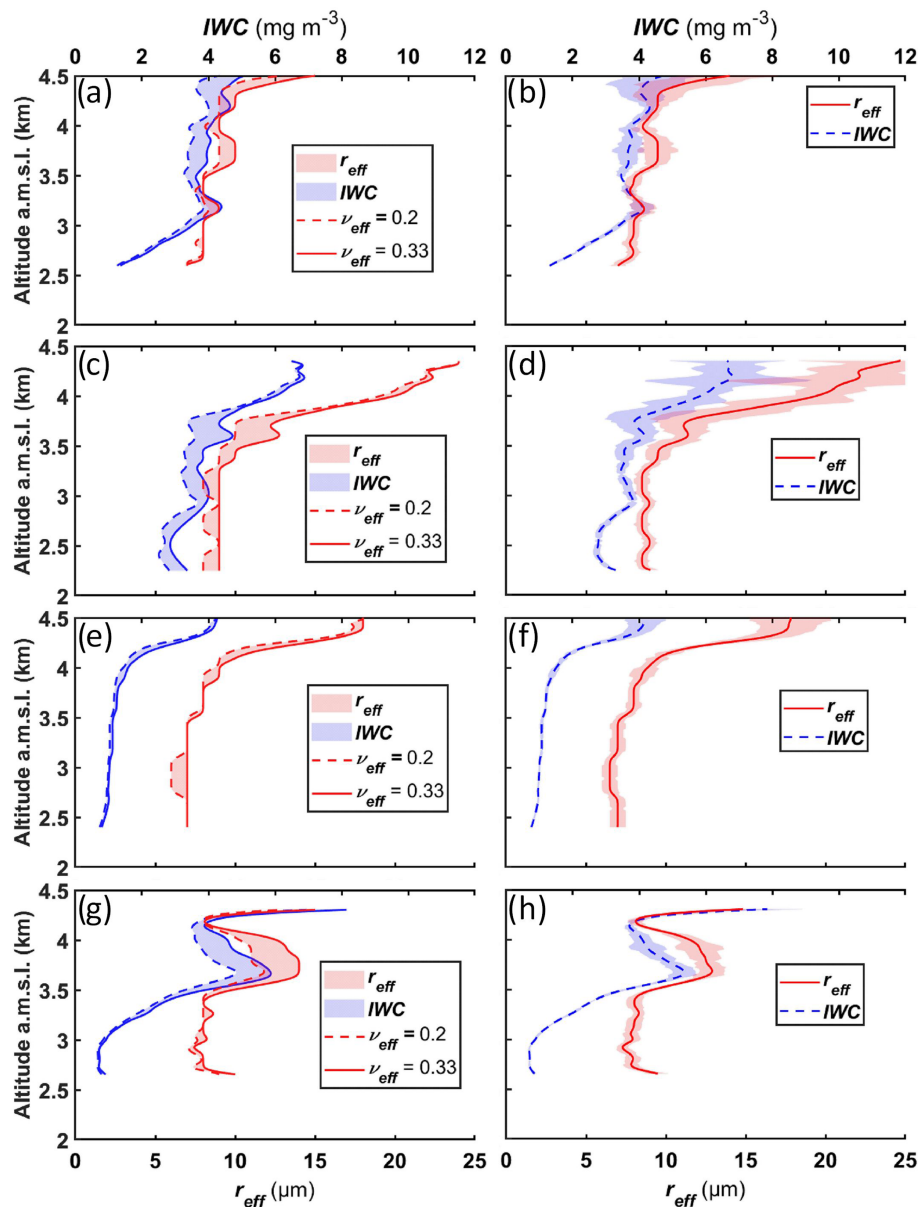 IWC (mg m⁻³) IWC (mg m⁻³)
0 2 4 6 8 10 12 0 2 4 6 8 10 12
(a) (b)
Altitude a.m.s.l. (km)
4.5
4
3.5
3
2.5
2
r_eff
IWC
ν_eff = 0.2
ν_eff = 0.33
r_eff
IWC
(c) (d)
Altitude a.m.s.l. (km)
4.5
4
3.5
3
2.5
2
r_eff
IWC
ν_eff = 0.2
ν_eff = 0.33
r_eff
IWC
(e) (f)
Altitude a.m.s.l. (km)
4.5
4
3.5
3
2.5
2
r_eff
IWC
ν_eff = 0.2
ν_eff = 0.33
r_eff
IWC
(g) (h)
Altitude a.m.s.l. (km)
4.5
4
3.5
3
2.5
2
r_eff
IWC
ν_eff = 0.2
ν_eff = 0.33
r_eff
IWC
0 5 10 15 20 25 0 5 10 15 20 25
r_eff (μm) r_eff (μm)